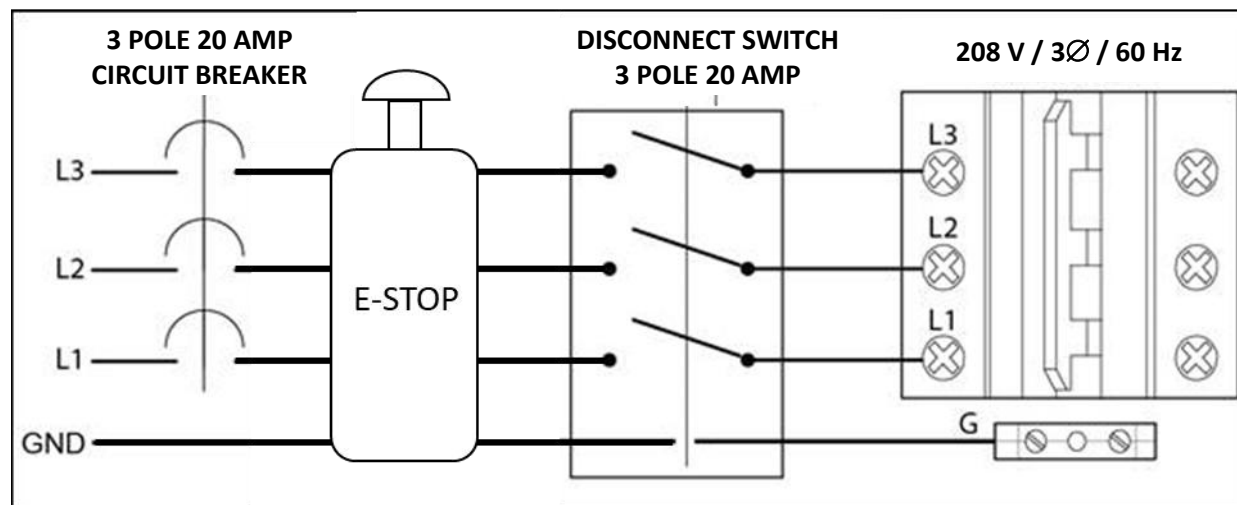 3 POLE 20 AMP
CIRCUIT BREAKER
DISCONNECT SWITCH
3 POLE 20 AMP
208 V / 3∅ / 60 Hz
L3
L3
L2
L2
E-STOP
L1
L1
GND
G